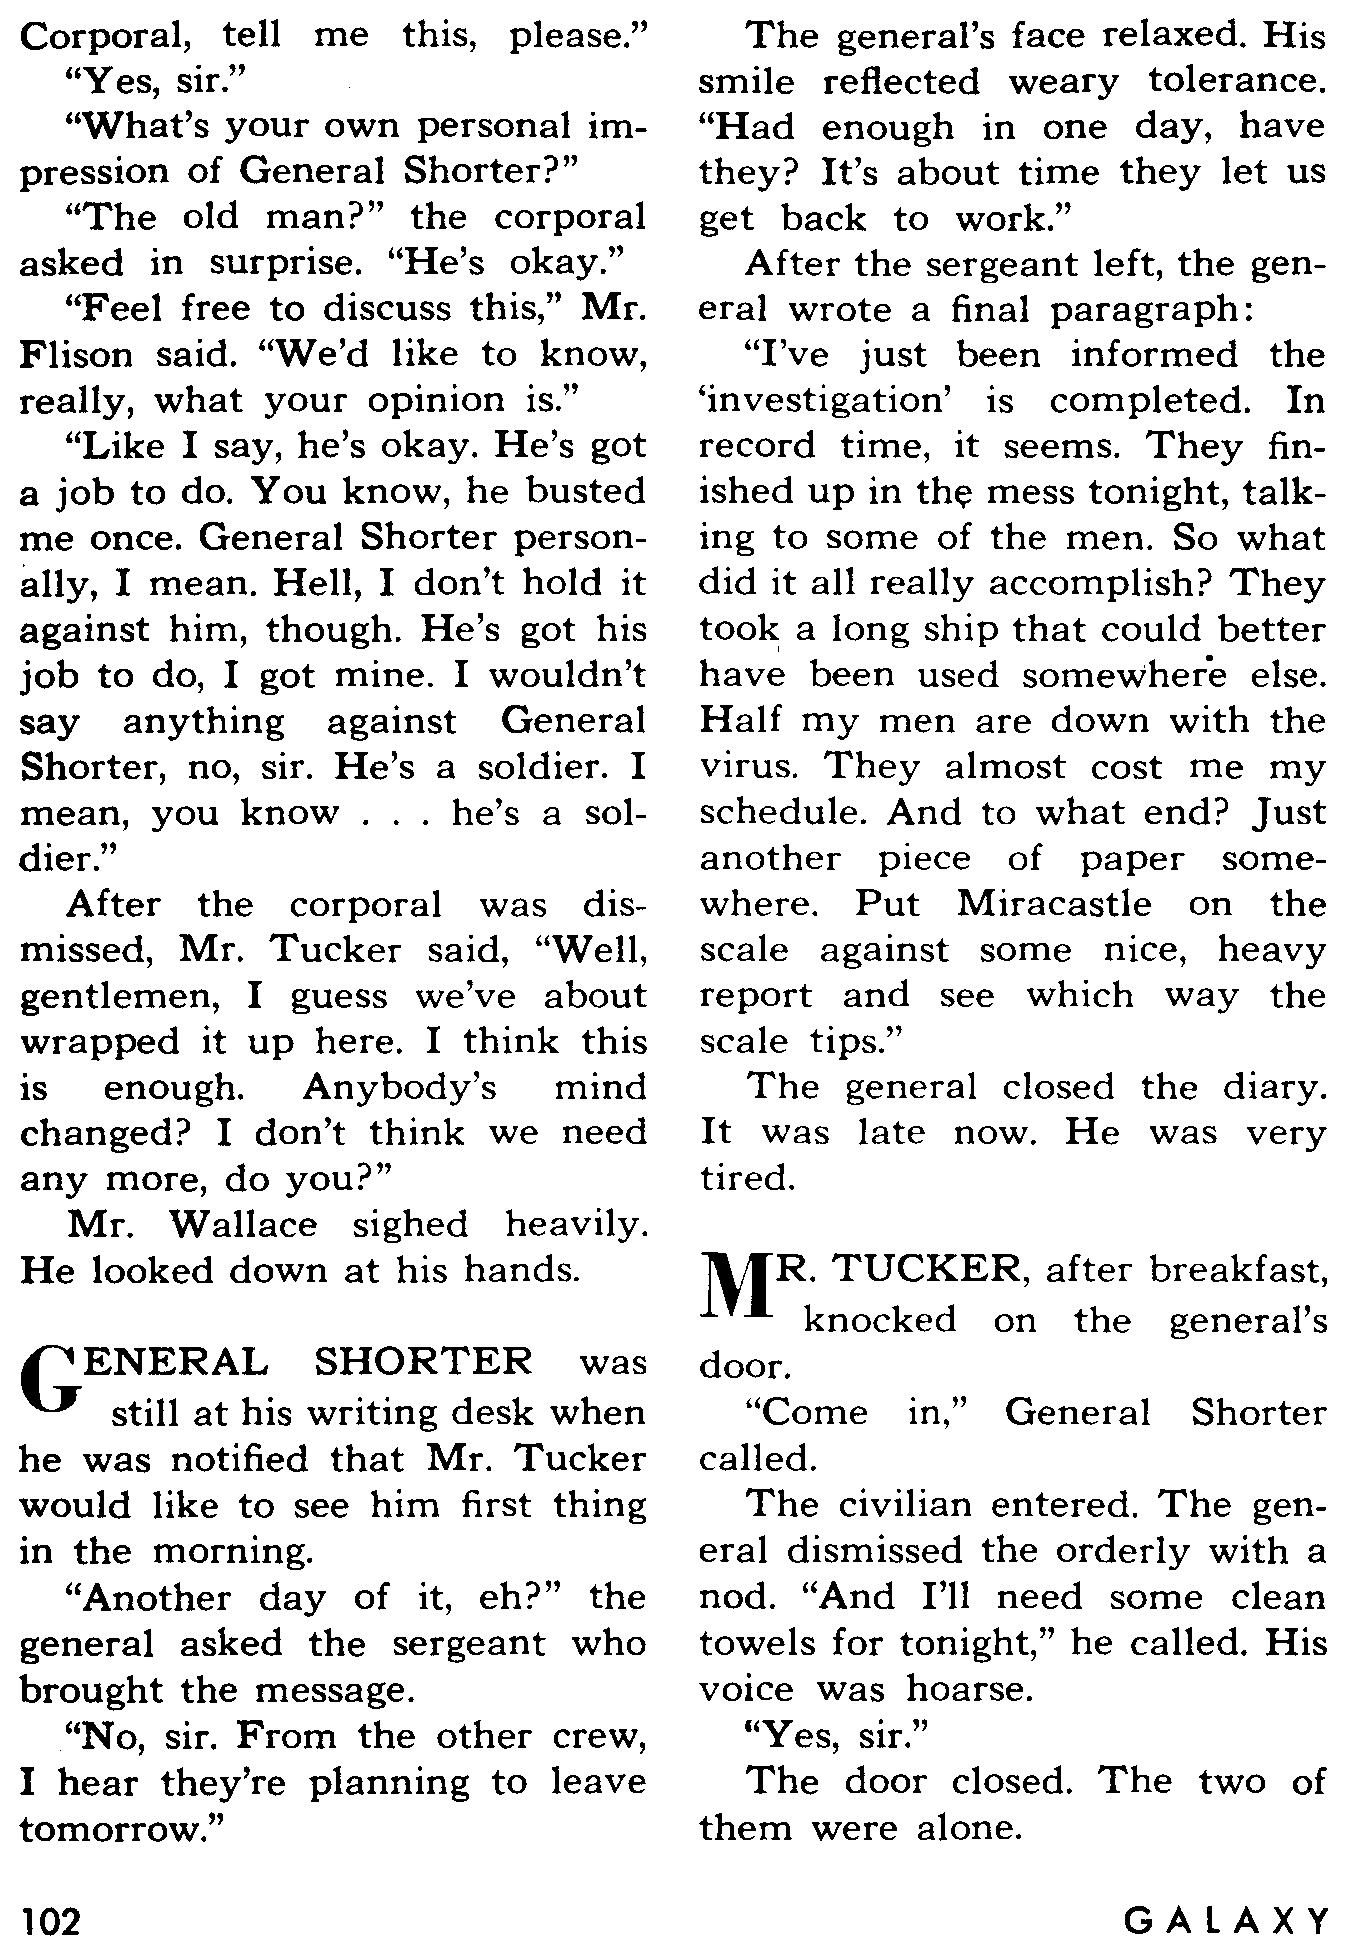 Corporal, tell me this, please.”
“Yes, sir.”
“What’s your own personal im-
pression of General Shorter?”
“The old man?” the corporal
asked in surprise. “He’s okay.”
“Feel free to discuss this,” Mr.
Flison said. “We’d like to know,
really, what your opinion is.”
“Like I say, he’s okay. He’s got
a job to do. You know, he busted
me once. General Shorter person-
ally, I mean. Hell, I don’t hold it
against him, though. He’s got his
job to do, I got mine. I wouldn’t
say anything against General
Shorter, no, sir. He’s a soldier. I
mean, you know . . . he’s a sol-
dier.”
After the corporal was dis-
missed, Mr. Tucker said, “Well,
gentlemen, I guess we’ve about
wrapped it up here. I think this
is enough. Anybody’s mind
changed? I don’t think we need
any more, do you?”
Mr. Wallace sighed heavily.
He looked down at his hands.
GENERAL SHORTER was
still at his writing desk when
he was notified that Mr. Tucker
would like to see him first thing
in the morning.
“Another day of it, eh?” the
general asked the sergeant who
brought the message.
“No, sir. From the other crew,
I hear they’re planning to leave
tomorrow.”
The general’s face relaxed. His
smile reflected weary tolerance.
“Had enough in one day, have
they? It’s about time they let us
get back to work.”
After the sergeant left, the gen-
eral wrote a final paragraph:
“I’ve just been informed the
‘investigation’ is completed. In
record time, it seems. They fin-
ished up in the mess tonight, talk-
ing to some of the men. So what
did it all really accomplish? They
took a long ship that could better
have been used somewhere else.
Half my men are down with the
virus. They almost cost me my
schedule. And to what end? Just
another piece of paper some-
where. Put Miracastle on the
scale against some nice, heavy
report and see which way the
scale tips.”
The general closed the diary.
It was late now. He was very
tired.
MR. TUCKER, after breakfast,
knocked on the general’s
door.
“Come in,” General Shorter
called.
The civilian entered. The gen-
eral dismissed the orderly with a
nod. “And I’ll need some clean
towels for tonight,” he called. His
voice was hoarse.
“Yes, sir.”
The door closed. The two of
them were alone.
102
GALAXY